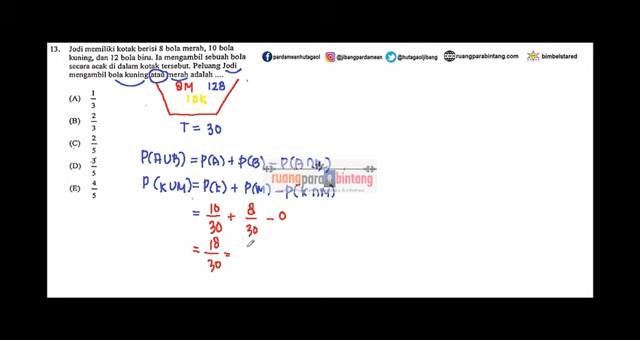 13. Jodi memiliki kotak berisi 8 bola merah, 10 bola
kuning, dan 12 bola biru. Ia mengambil sebuah bola
secara acak di dalam kotak tersebut. Peluang Jodi
mengambil bola kuning atau merah adalah ....
pardameanhutagaol @jibangpardamean @hutagaoljibang ruangparabintang.com bimbelstared
8M 12B
10K
(A) 1/3
(B) 2/3
(C) 2/5
(D) 3/5
(E) 4/5
T = 30
P(A∪B) = P(A) + P(B) - P(A∩B)
ruangparabintang
P(K∪M) = P(K) + P(M) - P(K∩M)
= 10/30 + 8/30 - 0
= 18/30 =